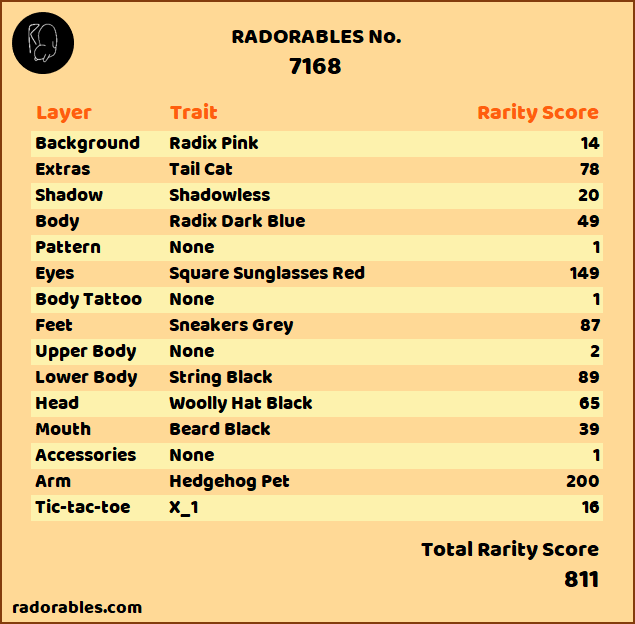 RADORABLES No.
7168
Layer Trait Rarity Score
Background Radix Pink 14
Extras Tail Cat 78
Shadow Shadowless 20
Body Radix Dark Blue 49
Pattern None 1
Eyes Square Sunglasses Red 149
Body Tattoo None 1
Feet Sneakers Grey 87
Upper Body None 2
Lower Body String Black 89
Head Woolly Hat Black 65
Mouth Beard Black 39
Accessories None 1
Arm Hedgehog Pet 200
Tic-tac-toe X_1 16
Total Rarity Score
811
radorables.com